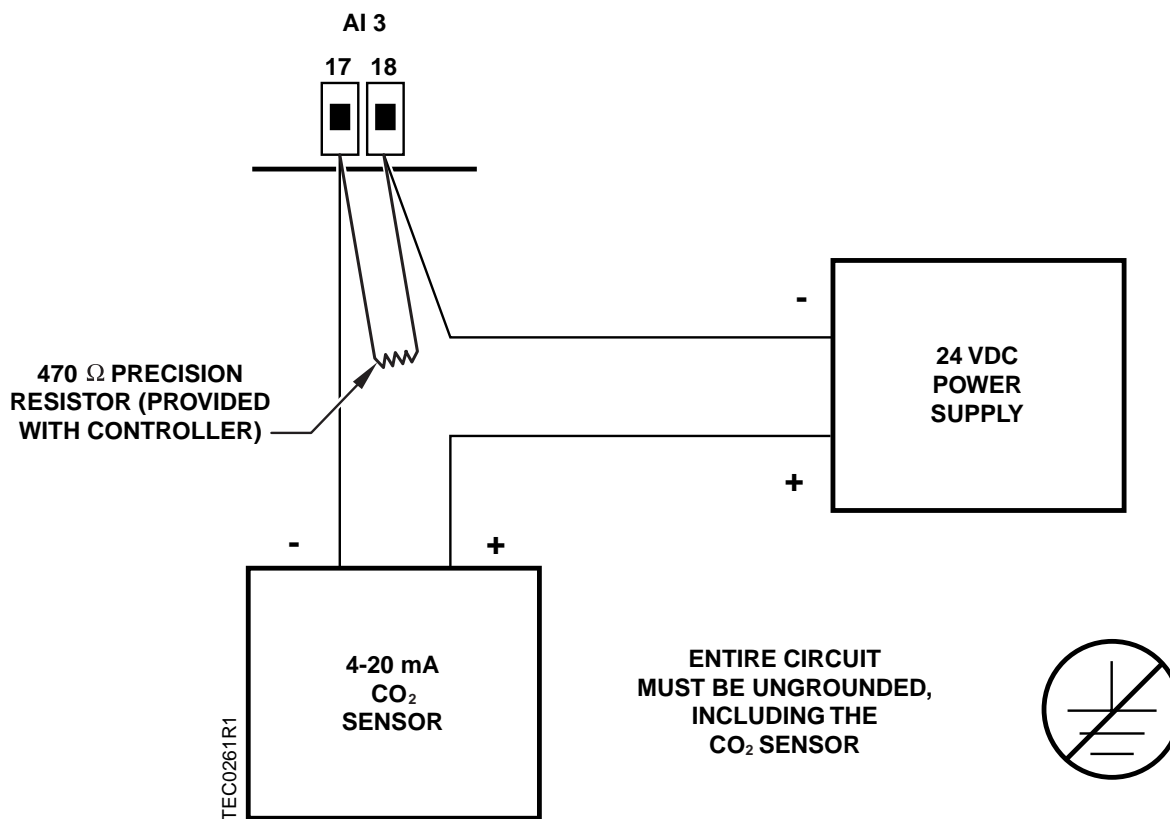 AI 3
17 18
-
24 VDC
POWER
SUPPLY
470 Ω PRECISION
RESISTOR (PROVIDED
WITH CONTROLLER)
+
- +
4-20 mA
CO₂
SENSOR
ENTIRE CIRCUIT
MUST BE UNGROUNDED,
INCLUDING THE
CO₂ SENSOR
TEC0261R1